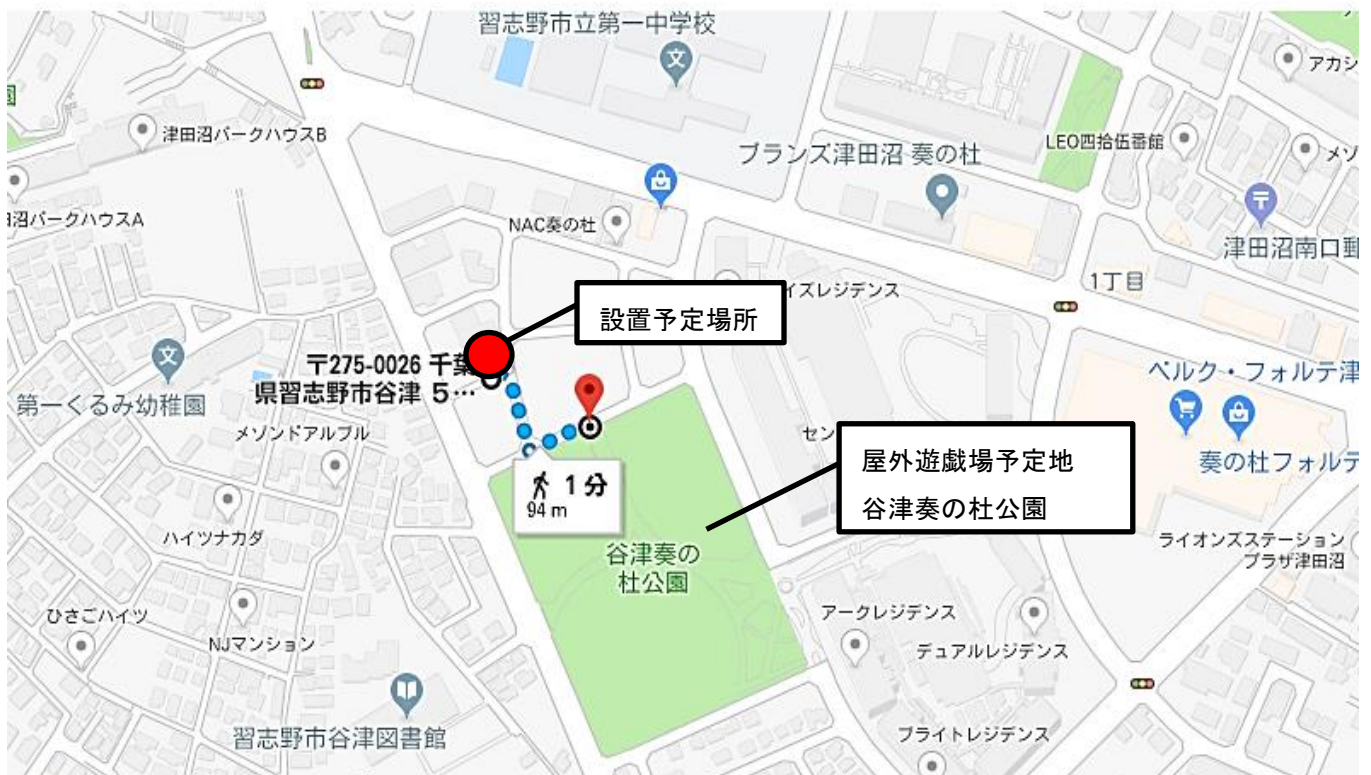 習志野市立第一中学校
アカシ
園
津田沼パークハウスB
ブランズ津田沼 奏の杜
LEO四拾伍番館
メゾ
沼パークハウスA
NAC奏の杜
津田沼南口郵
1丁目
イズレジデンス
設置予定場所
〒275-0026 千葉
県習志野市谷津 5…
ベルク・フォルテ津
第一くるみ幼稚園
メゾンドアルブル
セン
奏の杜フォルテ
屋外遊戯場予定地
谷津奏の杜公園
1 分
94 m
ハイツナカダ
谷津奏の
杜公園
ライオンズステーション
プラザ津田沼
ひさごハイツ
NJマンション
アークレジデンス
デュアルレジデンス
習志野市谷津図書館
ブライトレジデンス